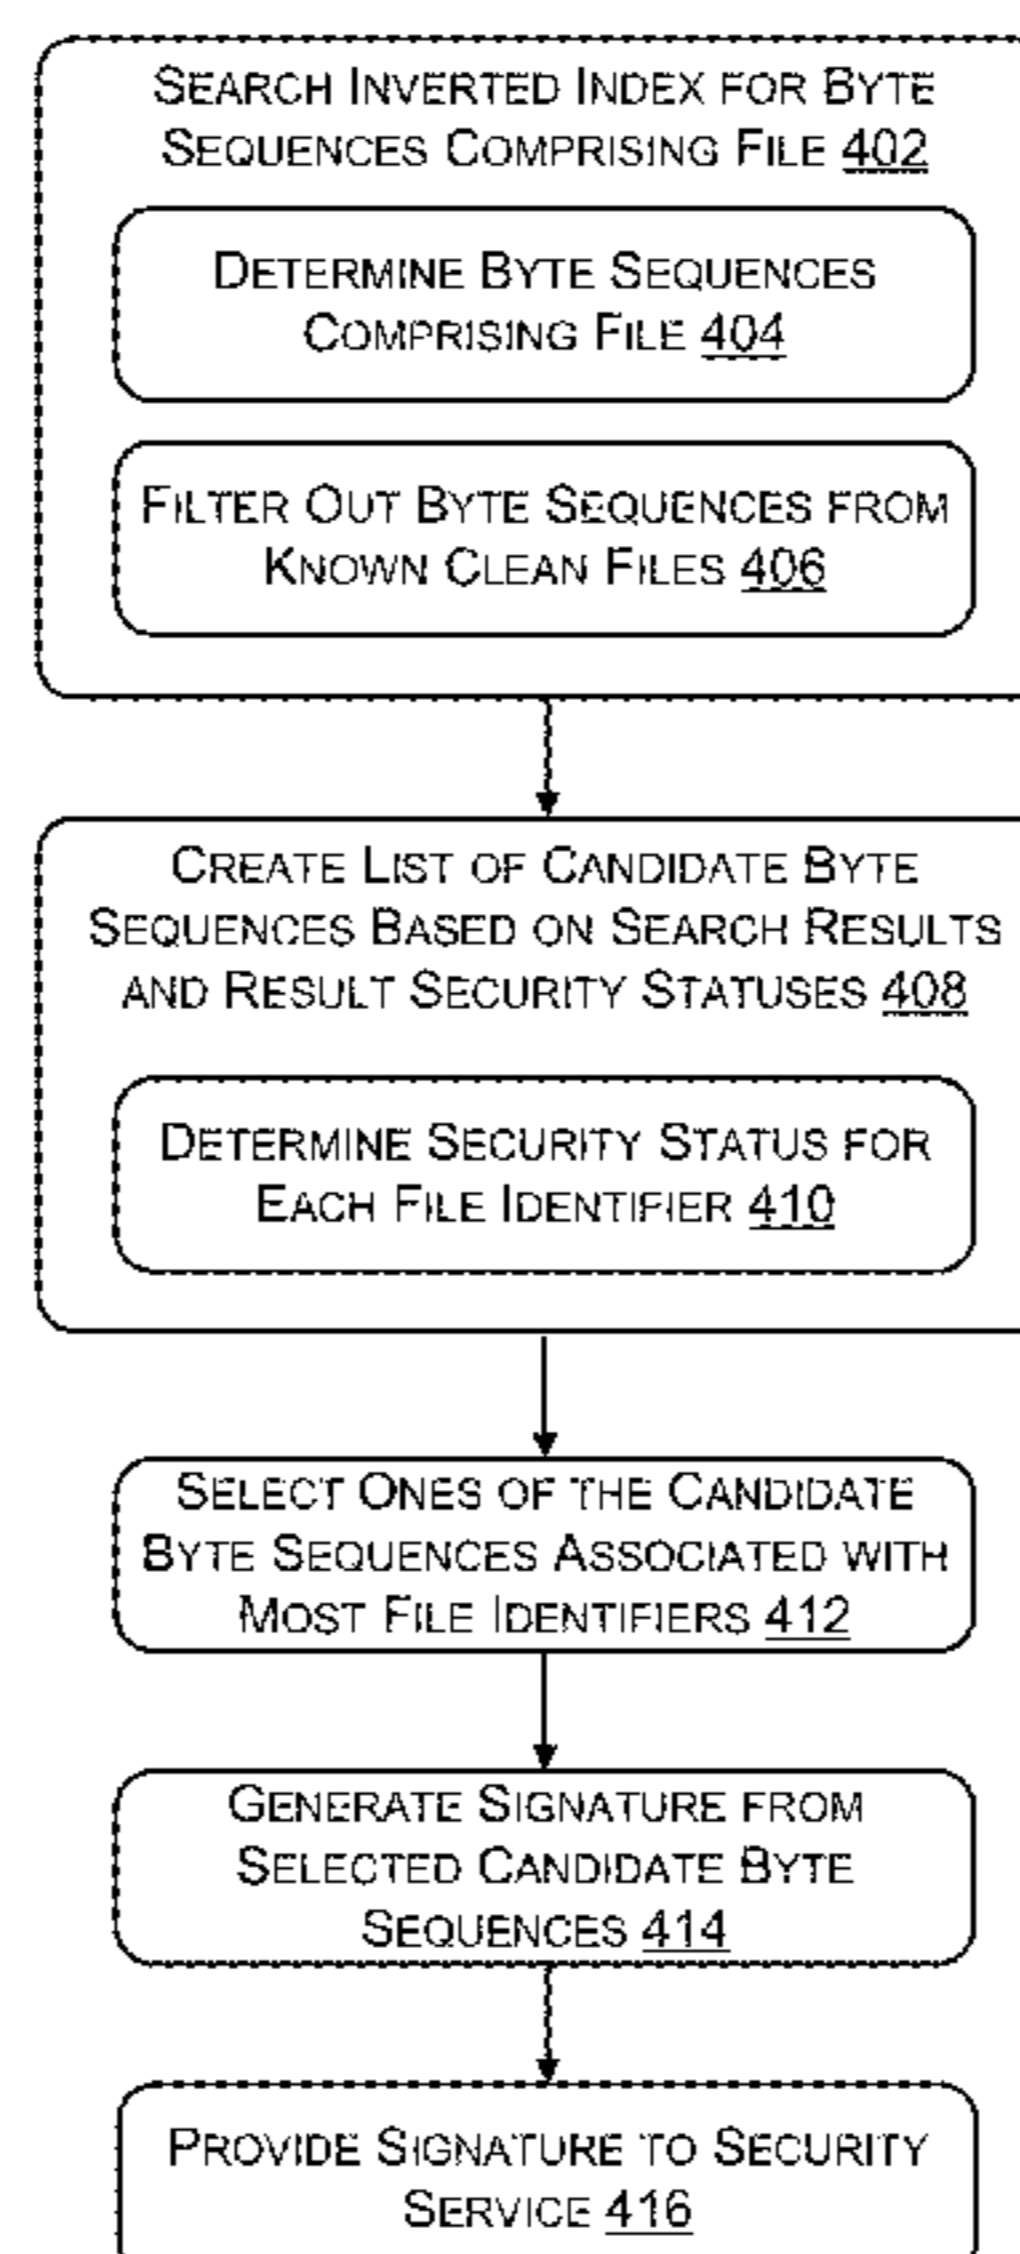 SEARCH INVERTED INDEX FOR BYTE
SEQUENCES COMPRISING FILE 402
DETERMINE BYTE SEQUENCES
COMPRISING FILE 404
FILTER OUT BYTE SEQUENCES FROM
KNOWN CLEAN FILES 406
CREATE LIST OF CANDIDATE BYTE
SEQUENCES BASED ON SEARCH RESULTS
AND RESULT SECURITY STATUSES 408
DETERMINE SECURITY STATUS FOR
EACH FILE IDENTIFIER 410
SELECT ONES OF THE CANDIDATE
BYTE SEQUENCES ASSOCIATED WITH
MOST FILE IDENTIFIERS 412
GENERATE SIGNATURE FROM
SELECTED CANDIDATE BYTE
SEQUENCES 414
PROVIDE SIGNATURE TO SECURITY
SERVICE 416